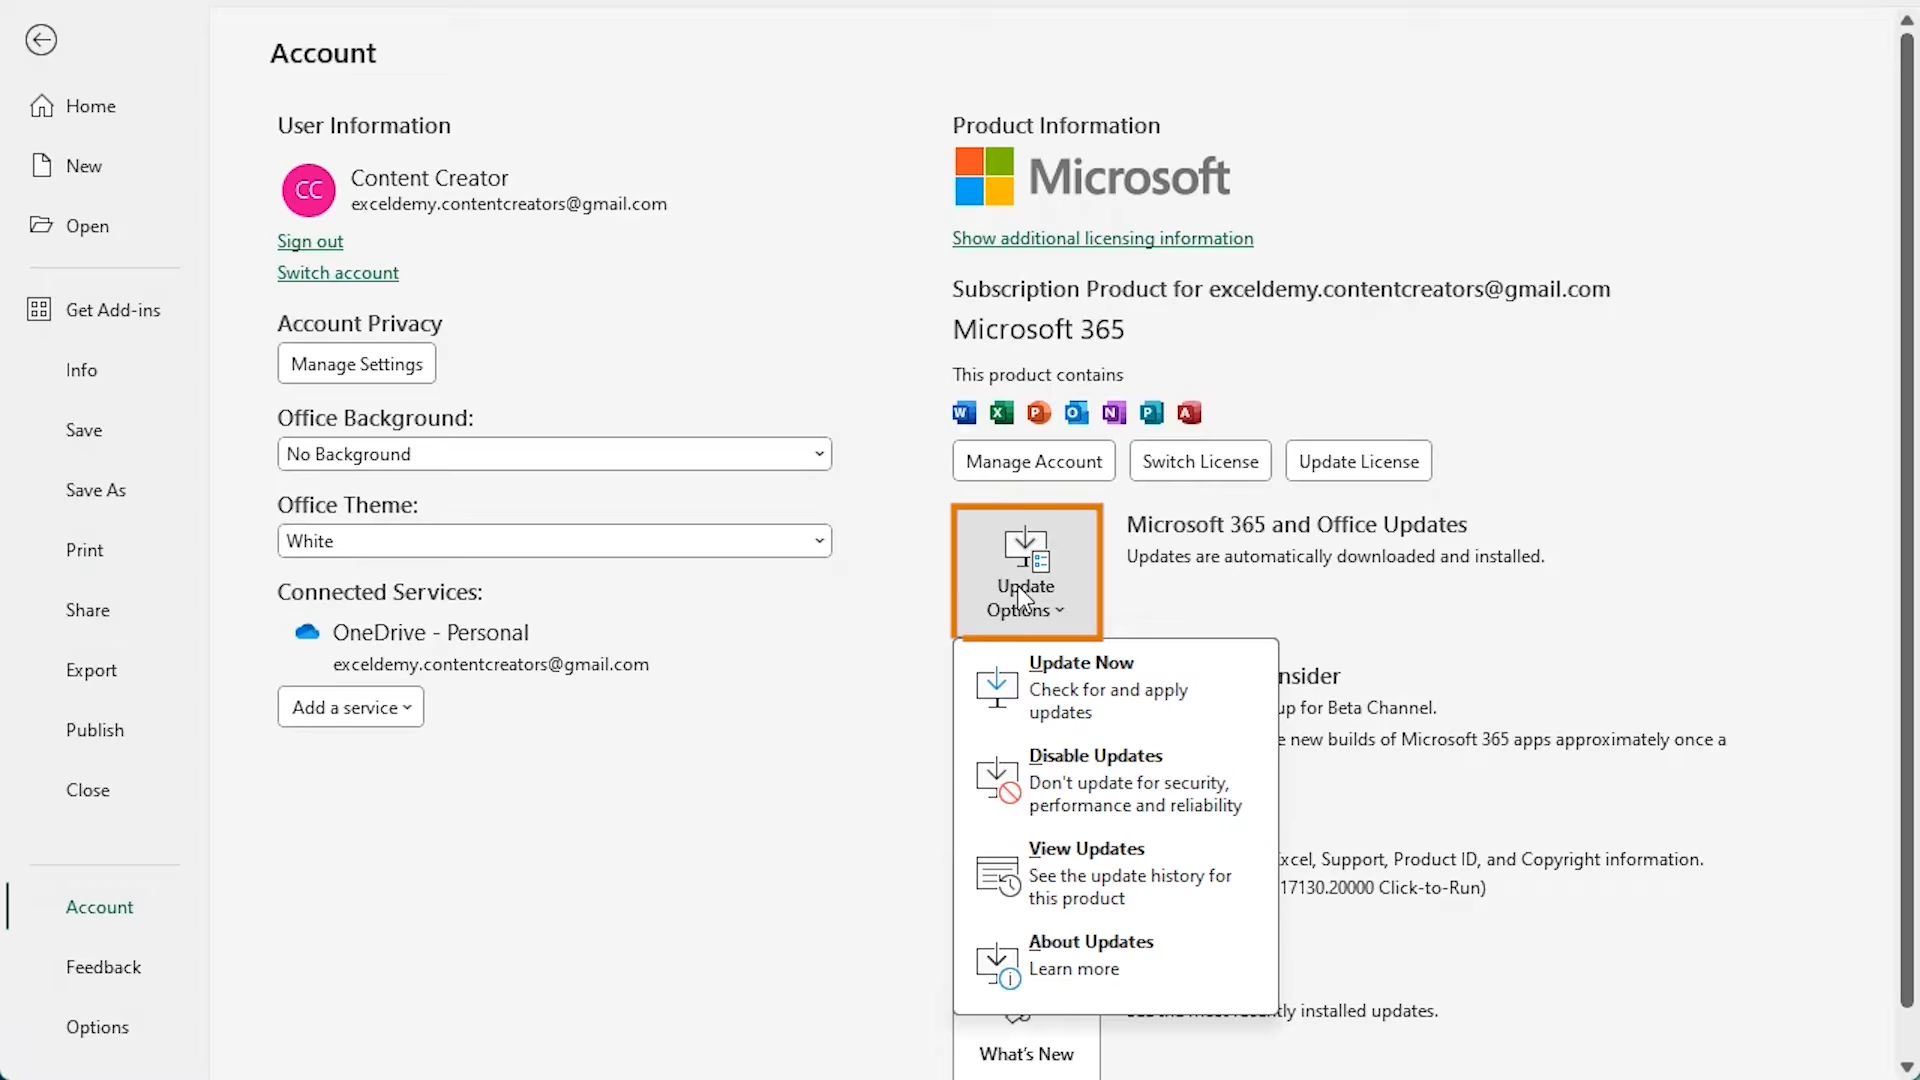 Account
Home
New
Open
Get Add-ins
Info
Save
Save As
Print
Share
Export
Publish
Close
Account
Feedback
Options
User Information
CC
Content Creator
exceldemy.contentcreators@gmail.com
Sign out
Switch account
Account Privacy
Manage Settings
Office Background:
No Background
Office Theme:
White
Connected Services:
OneDrive - Personal
exceldemy.contentcreators@gmail.com
Add a service
Product Information
Microsoft
Show additional licensing information
Subscription Product for exceldemy.contentcreators@gmail.com
Microsoft 365
This product contains
W X P O N P A
Manage Account Switch License Update License
Update
Options
Microsoft 365 and Office Updates
Updates are automatically downloaded and installed.
Update Now
Check for and apply
updates
Disable Updates
Don't update for security,
performance and reliability
View Updates
See the update history for
this product
About Updates
Learn more
nsider
up for Beta Channel.
e new builds of Microsoft 365 apps approximately once a
Excel, Support, Product ID, and Copyright information.
17130.20000 Click-to-Run)
installed updates.
What's New